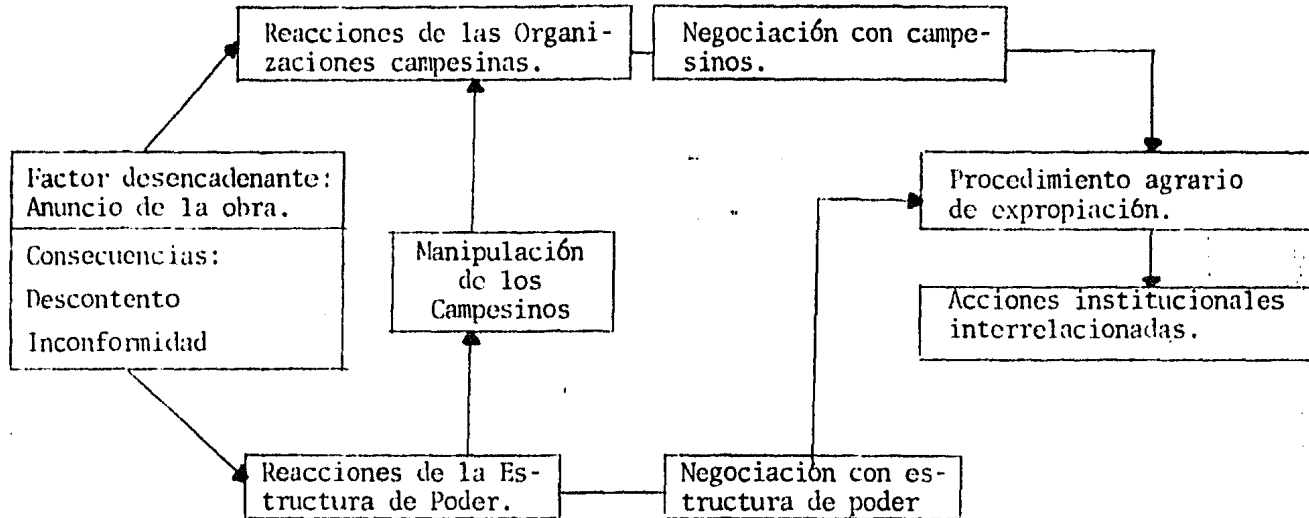 Reacciones de las Organi-
zaciones campesinas.
Negociación con campe-
sinos.
Factor desencadenante:
Anuncio de la obra.
Consecuencias:
Descontento
Inconformidad
Manipulación
de los
Campesinos
Procedimiento agrario
de expropiación.
Acciones institucionales
interrelacionadas.
Reacciones de la Es-
tructura de Poder.
Negociación con es-
tructura de poder